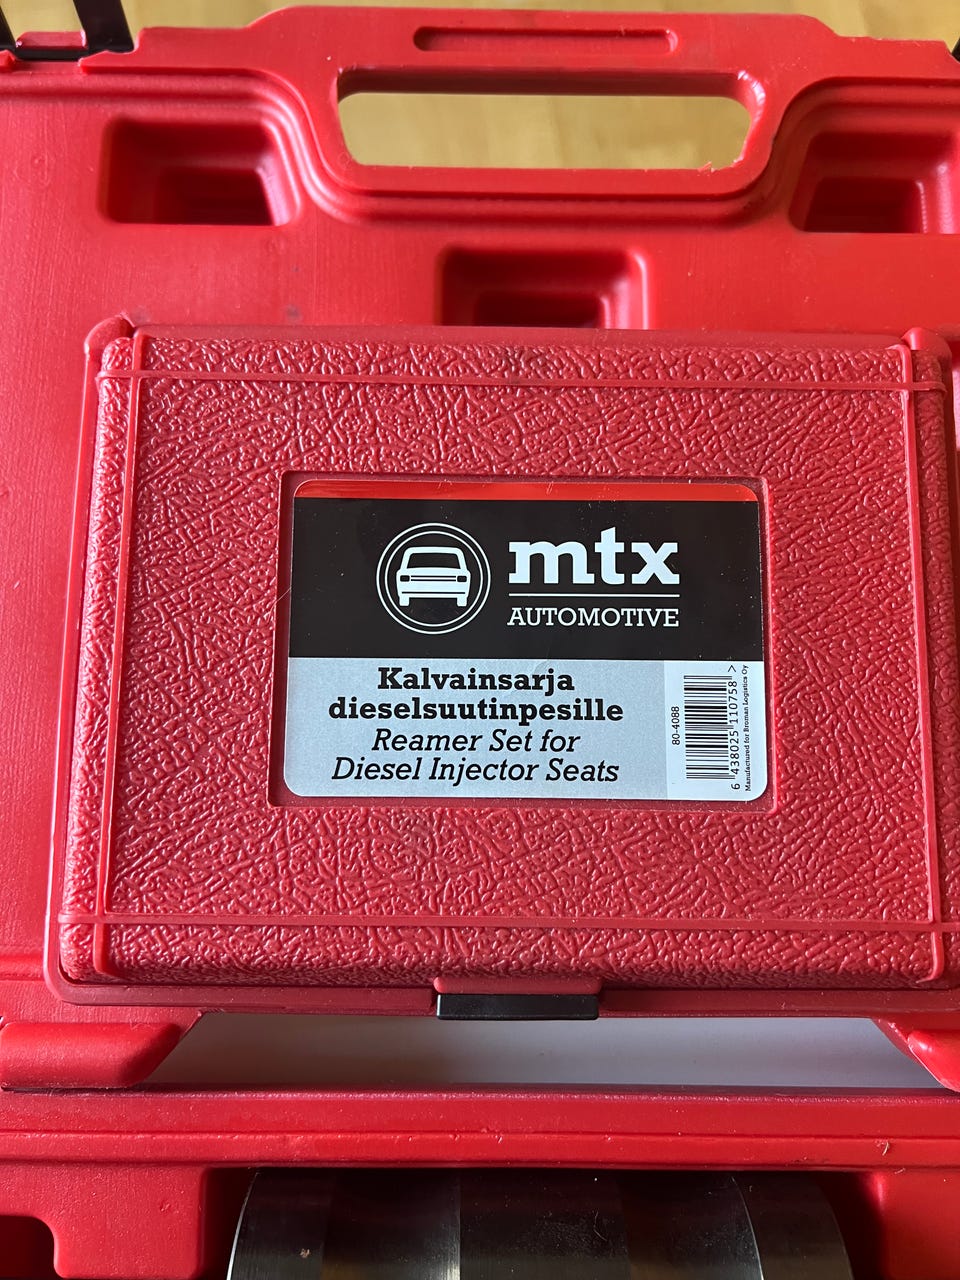 mtx
AUTOMOTIVE
Kalvainsarja
dieselsuutinpesille
Reamer Set for
Diesel Injector Seats
80-4088
6 438025 110758 >
Manufactured for Broman Logistics Oy